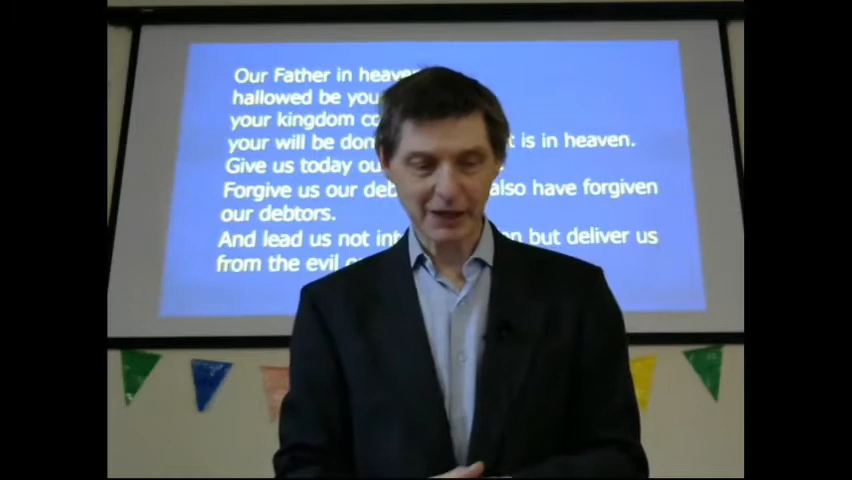 Our Father in heaven
hallowed be you
your kingdom co
your will be don t is in heaven.
Give us today ou
Forgive us our deb also have forgiven
our debtors.
And lead us not int on but deliver us
from the evil o